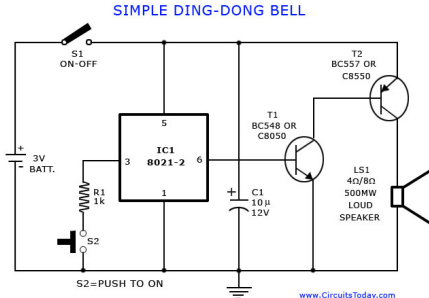 SIMPLE DING-DONG BELL
S1
ON-OFF
T2
BC557 OR
C8550
T1
BC548 OR
C8050
5
IC1
8021-2
3
6
1
+
-
3V
BATT.
R1
1k
S2
+
C1
10µ
12V
LS1
4Ω/8Ω
500MW
LOUD
SPEAKER
S2=PUSH TO ON
www.CircuitsToday.com